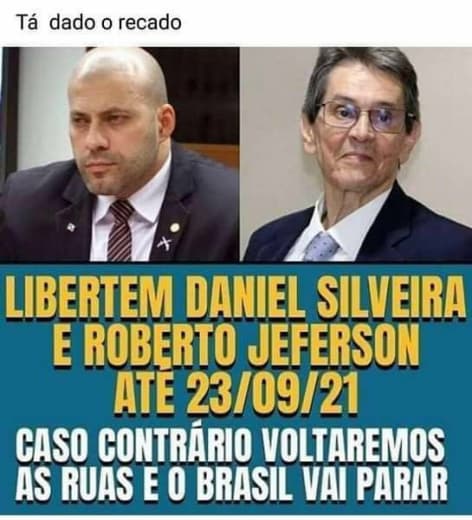 Tá dado o recado
LIBERTEM DANIEL SILVEIRA
E ROBERTO JEFERSON
ATÉ 23/09/21
CASO CONTRÁRIO VOLTAREMOS
AS RUAS E O BRASIL VAI PARAR